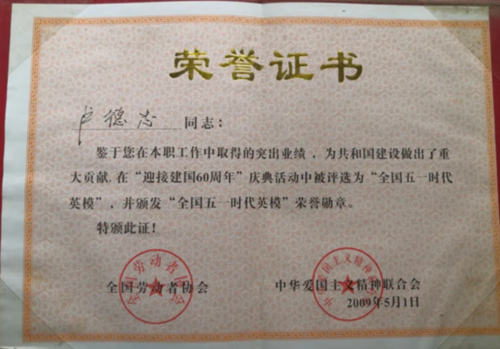 荣誉证书
卢德志 同志：
鉴于您在本职工作中取得的突出业绩，为共和国建设做出了重
大贡献，在“迎接建国60周年”庆典活动中被评选为“全国五一时代
英模”，并颁发“全国五一时代英模”荣誉勋章。
特颁此证！
全国劳动者协会 中华爱国主义精神联合会
2009年5月1日